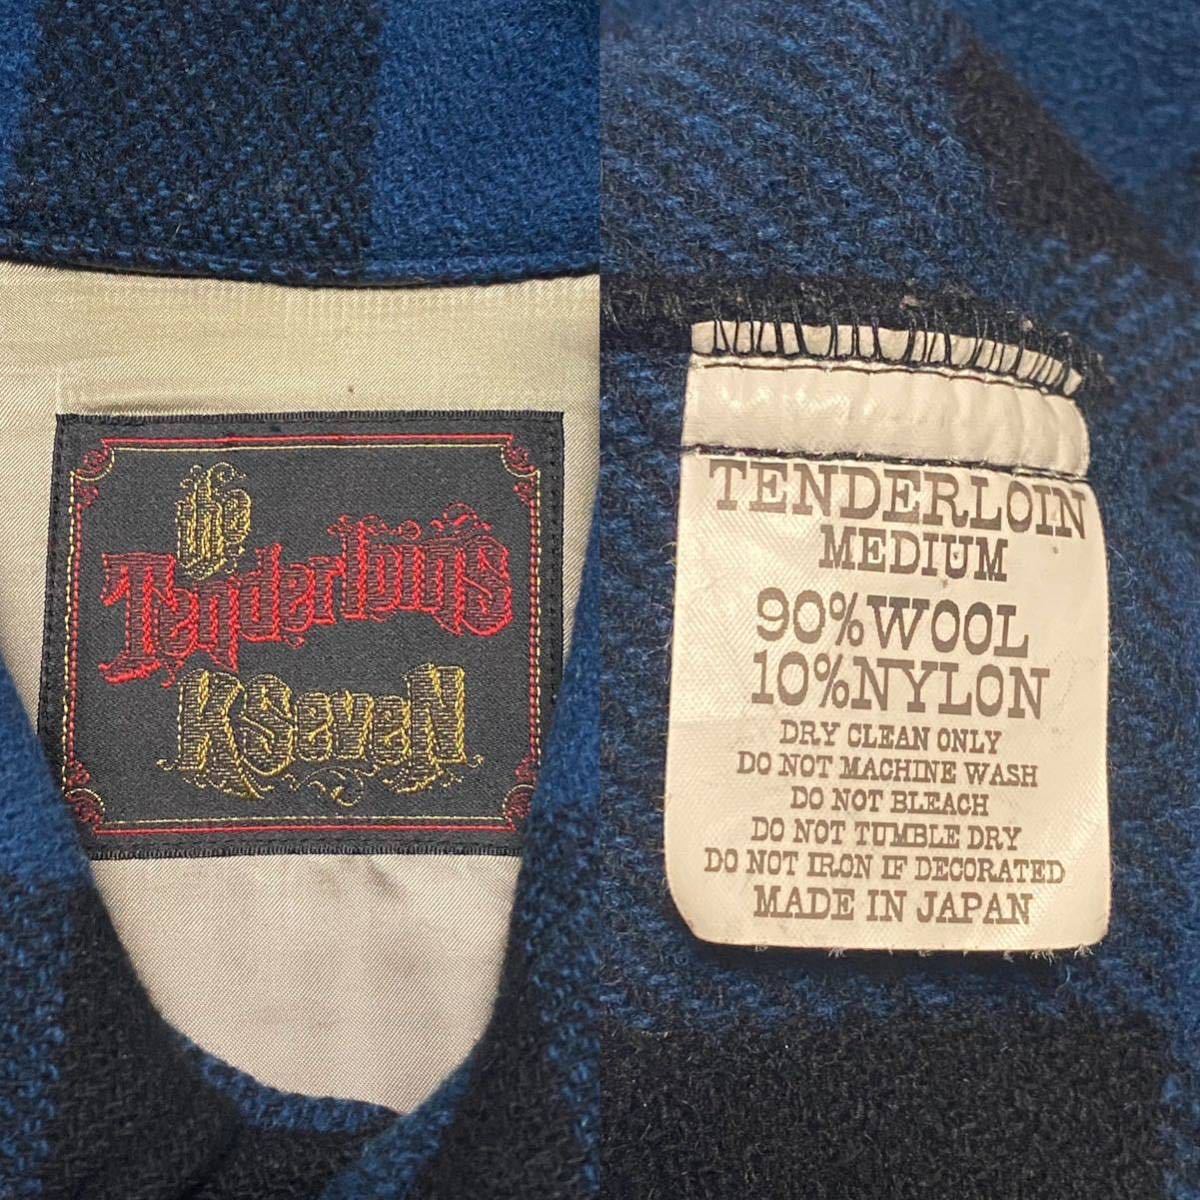 the
Tenderloins
KSeveN
TENDERLOIN
MEDIUM
90%WOOL
10%NYLON
DRY CLEAN ONLY
DO NOT MACHINE WASH
DO NOT BLEACH
DO NOT TUMBLE DRY
DO NOT IRON IF DECORATED
MADE IN JAPAN